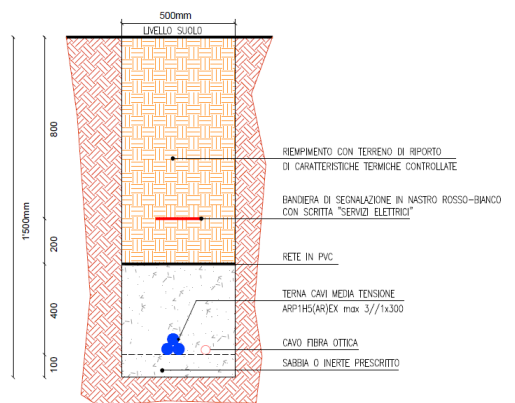 500mm
LIVELLO SUOLO
800
RIEMPIMENTO CON TERRENO DI RIPORTO
DI CARATTERISTICHE TERMICHE CONTROLLATE
BANDIERA DI SEGNALAZIONE IN NASTRO ROSSO-BIANCO
CON SCRITTA "SERVIZI ELETTRICI"
1'500mm
200
RETE IN PVC
TERNA CAVI MEDIA TENSIONE
ARP1H5(AR)EX max 3//1x300
400
CAVO FIBRA OTTICA
SABBIA O INERTE PRESCRITTO
100